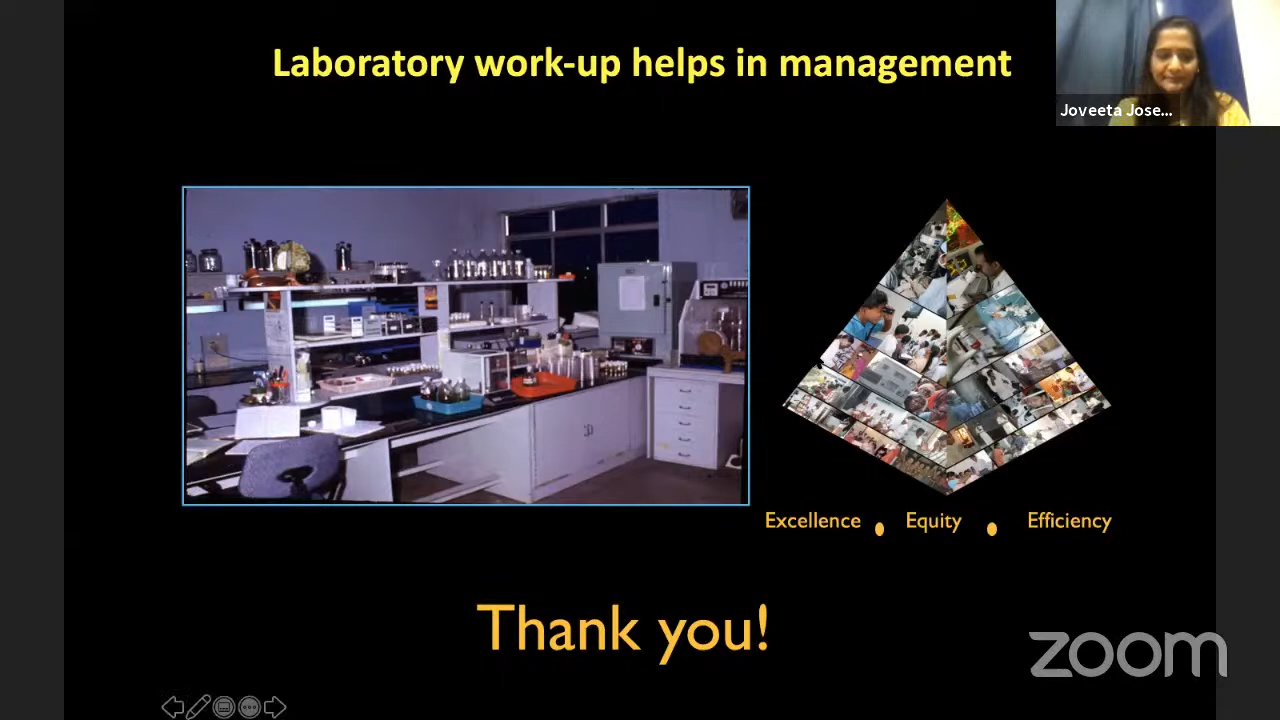 Laboratory work-up helps in management
Joveeta Jose...
Excellence . Equity . Efficiency
Thank you!
zoom